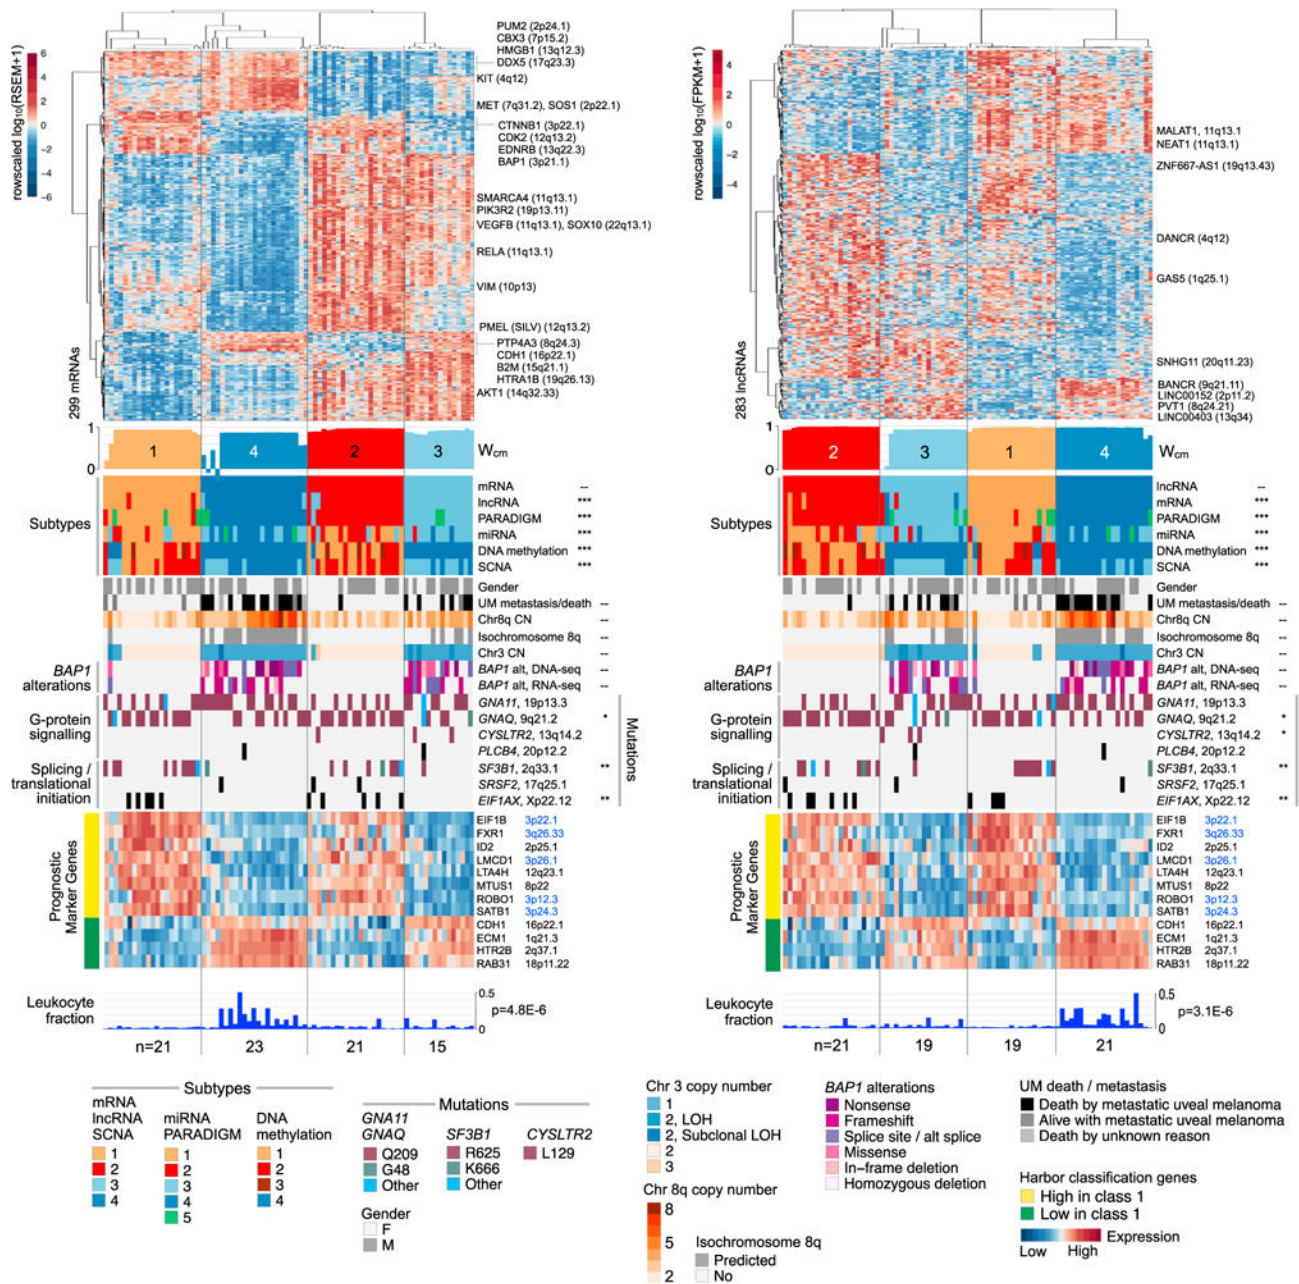 rowscaled log10(RSEM+1)
6
4
2
0
−2
−4
−6
299 mRNAs
PUM2 (2p24.1)
CBX3 (7p15.2)
HMGB1 (13q12.3)
DDX5 (17q23.3)
KIT (4q12)
MET (7q31.2), SOS1 (2p22.1)
CTNNB1 (3p22.1)
CDK2 (12q13.2)
EDNRB (13q22.3)
BAP1 (3p21.1)
SMARCA4 (11q13.1)
PIK3R2 (19p13.11)
VEGFB (11q13.1), SOX10 (22q13.1)
RELA (11q13.1)
VIM (10p13)
PMEL (SILV) (12q13.2)
PTP4A3 (8q24.3)
CDH1 (16p22.1)
B2M (15q21.1)
HTRA1B (19q26.13)
AKT1 (14q32.33)
1
0
1 4 2 3
Wcm
Subtypes
mRNA --
lncRNA ***
PARADIGM ***
miRNA ***
DNA methylation ***
SCNA ***
Gender
UM metastasis/death --
Chr8q CN --
Isochromosome 8q --
Chr3 CN --
BAP1 alterations
BAP1 alt, DNA-seq --
BAP1 alt, RNA-seq --
G-protein signalling
GNA11, 19p13.3
GNAQ, 9q21.2 *
CYSLTR2, 13q14.2
PLCB4, 20p12.2
Splicing / translational initiation
SF3B1, 2q33.1 **
SRSF2, 17q25.1
EIF1AX, Xp22.12 **
Mutations
Prognostic Marker Genes
EIF1B 3p22.1
FXR1 3q26.33
ID2 2p25.1
LMCD1 3p26.1
LTA4H 12q23.1
MTUS1 8p22
ROBO1 3p12.3
SATB1 3p24.3
CDH1 16p22.1
ECM1 1q21.3
HTR2B 2q37.1
RAB31 18p11.22
Leukocyte fraction
0.5
0
p=4.8E-6
n=21 23 21 15
rowscaled log10(FPKM+1)
4
2
0
−2
−4
283 lncRNAs
MALAT1, 11q13.1
NEAT1 (11q13.1)
ZNF667-AS1 (19q13.43)
DANCR (4q12)
GAS5 (1q25.1)
SNHG11 (20q11.23)
BANCR (9q21.11)
LINC00152 (2p11.2)
PVT1 (8q24.21)
LINC00403 (13q34)
1
0
2 3 1 4
Wcm
Subtypes
lncRNA --
mRNA ***
PARADIGM ***
miRNA ***
DNA methylation ***
SCNA ***
Gender
UM metastasis/death --
Chr8q CN --
Isochromosome 8q --
Chr3 CN --
BAP1 alterations
BAP1 alt, DNA-seq --
BAP1 alt, RNA-seq --
G-protein signalling
GNA11, 19p13.3
GNAQ, 9q21.2 *
CYSLTR2, 13q14.2 *
PLCB4, 20p12.2
Splicing / translational initiation
SF3B1, 2q33.1 **
SRSF2, 17q25.1
EIF1AX, Xp22.12 **
Prognostic Marker Genes
EIF1B 3p22.1
FXR1 3q26.33
ID2 2p25.1
LMCD1 3p26.1
LTA4H 12q23.1
MTUS1 8p22
ROBO1 3p12.3
SATB1 3p24.3
CDH1 16p22.1
ECM1 1q21.3
HTR2B 2q37.1
RAB31 18p11.22
Leukocyte fraction
0.5
0
p=3.1E-6
n=21 19 19 21
Subtypes
mRNA
lncRNA
SCNA
1
2
3
4
miRNA
PARADIGM
1
2
3
4
5
DNA
methylation
1
2
3
4
Mutations
GNA11
GNAQ
Q209
G48
Other
SF3B1
R625
K666
Other
CYSLTR2
L129
Gender
F
M
Chr 3 copy number
1
2, LOH
2, Subclonal LOH
2
3
Chr 8q copy number
8
5
2
Isochromosome 8q
Predicted
No
BAP1 alterations
Nonsense
Frameshift
Splice site / alt splice
Missense
In-frame deletion
Homozygous deletion
UM death / metastasis
Death by metastatic uveal melanoma
Alive with metastatic uveal melanoma
Death by unknown reason
Harbor classification genes
High in class 1
Low in class 1
Expression
Low High